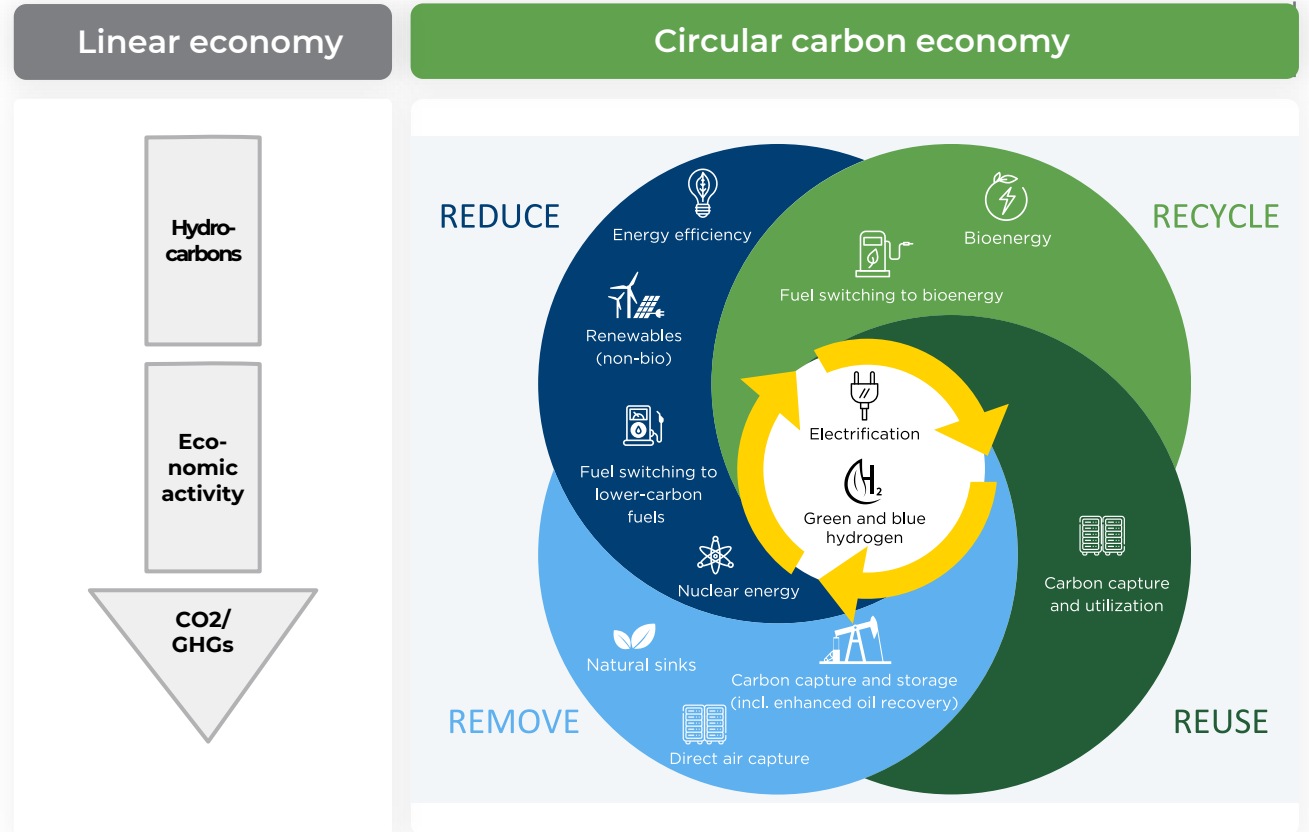 Linear economy
Circular carbon economy
Hydro-
carbons
Eco-
nomic
activity
CO2/
GHGs
REDUCE
RECYCLE
Energy efficiency
Bioenergy
Fuel switching to bioenergy
Renewables
(non-bio)
Electrification
Fuel switching to
lower-carbon
fuels
H2
Green and blue
hydrogen
Nuclear energy
Carbon capture
and utilization
Natural sinks
Carbon capture and storage
(incl. enhanced oil recovery)
REMOVE
REUSE
Direct air capture